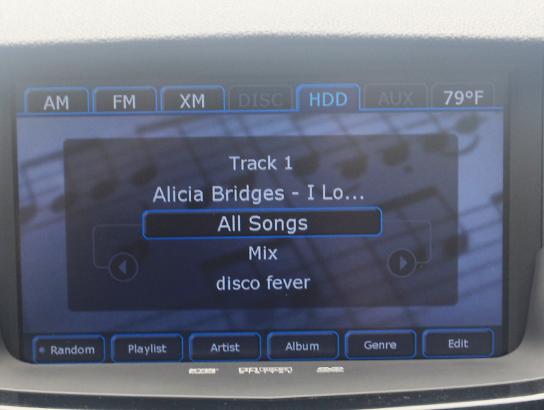 AM FM XM DISC HDD AUX 79°F
Track 1
Alicia Bridges - I Lo...
All Songs
Mix
disco fever
Random Playlist Artist Album Genre Edit